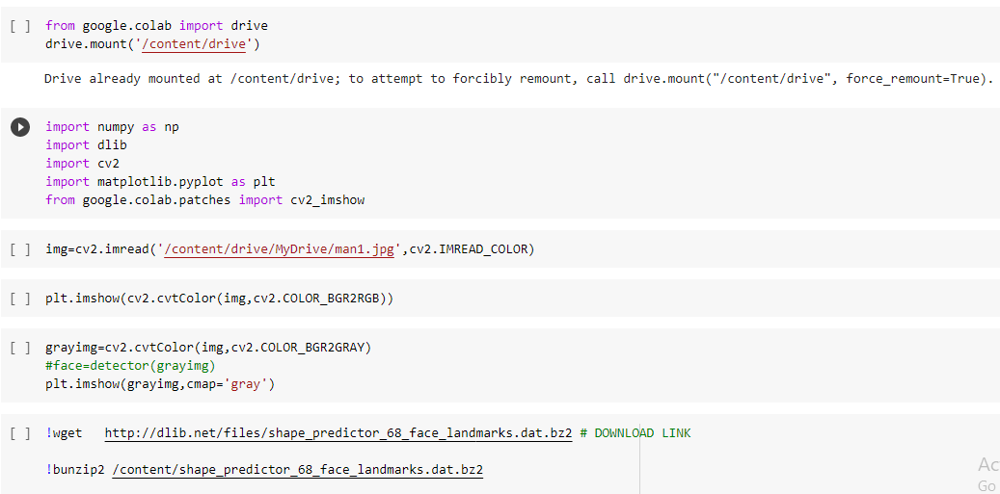 [ ] from google.colab import drive
drive.mount('/content/drive')
Drive already mounted at /content/drive; to attempt to forcibly remount, call drive.mount("/content/drive", force_remount=True).
import numpy as np
import dlib
import cv2
import matplotlib.pyplot as plt
from google.colab.patches import cv2_imshow
[ ] img=cv2.imread('/content/drive/MyDrive/man1.jpg',cv2.IMREAD_COLOR)
[ ] plt.imshow(cv2.cvtColor(img,cv2.COLOR_BGR2RGB))
[ ] grayimg=cv2.cvtColor(img,cv2.COLOR_BGR2GRAY)
#face=detector(grayimg)
plt.imshow(grayimg,cmap='gray')
[ ] !wget http://dlib.net/files/shape_predictor_68_face_landmarks.dat.bz2 # DOWNLOAD LINK
!bunzip2 /content/shape_predictor_68_face_landmarks.dat.bz2
Ac
Go